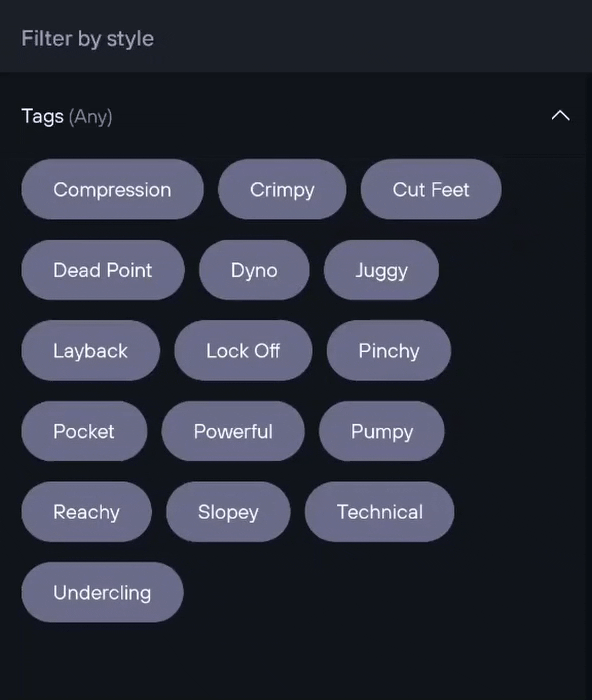 Filter by style
Tags (Any)
Compression Crimpy Cut Feet
Dead Point Dyno Juggy
Layback Lock Off Pinchy
Pocket Powerful Pumpy
Reachy Slopey Technical
Undercling